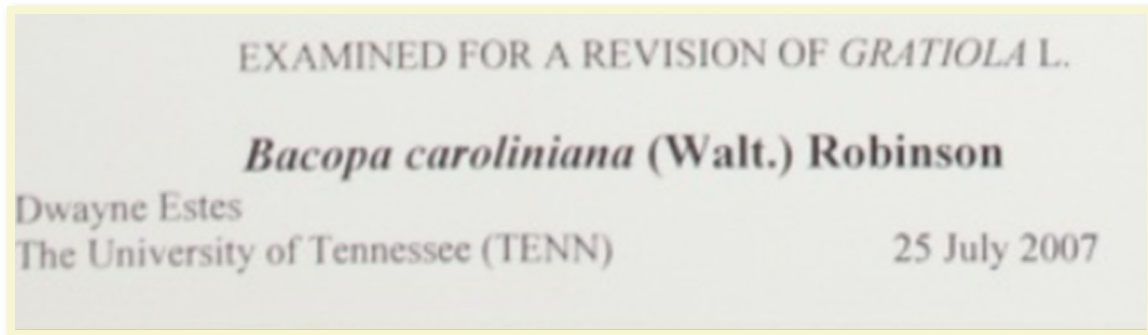 EXAMINED FOR A REVISION OF GRATIOLA L.
Bacopa caroliniana (Walt.) Robinson
Dwayne Estes
The University of Tennessee (TENN) 25 July 2007